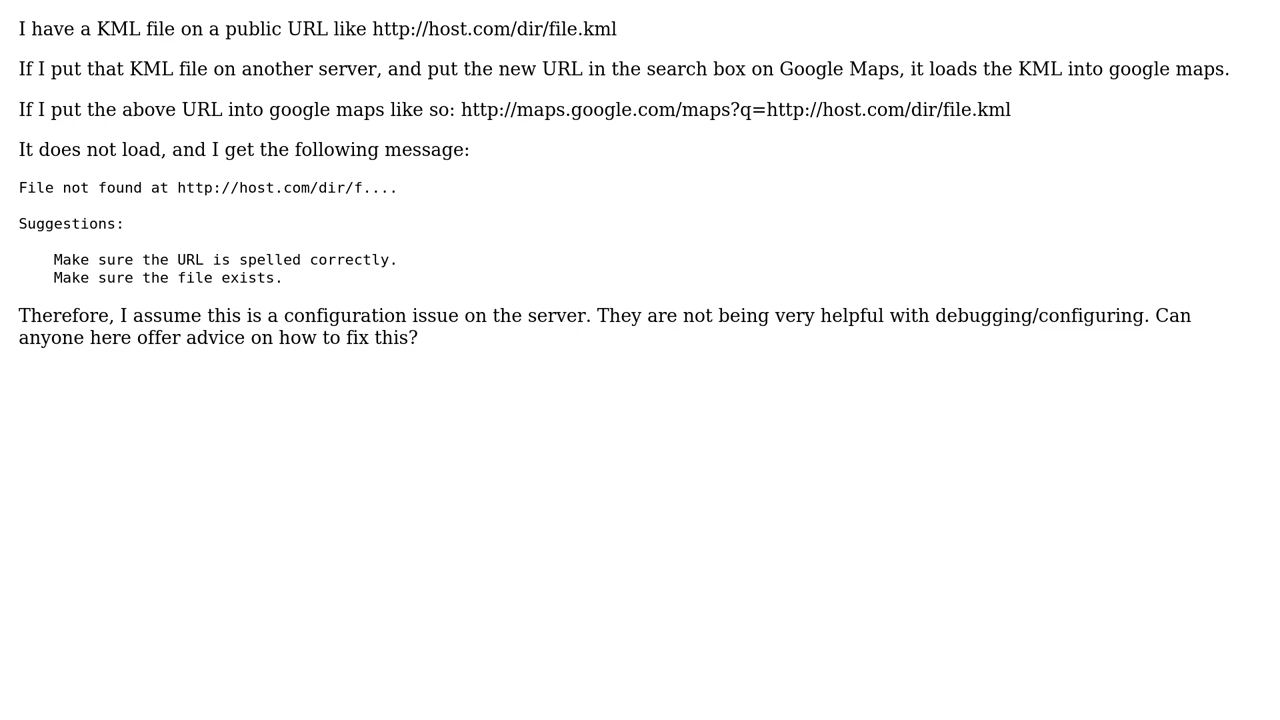 I have a KML file on a public URL like http://host.com/dir/file.kml
If I put that KML file on another server, and put the new URL in the search box on Google Maps, it loads the KML into google maps.
If I put the above URL into google maps like so: http://maps.google.com/maps?q=http://host.com/dir/file.kml
It does not load, and I get the following message:
File not found at http://host.com/dir/f....
Suggestions:
Make sure the URL is spelled correctly.
Make sure the file exists.
Therefore, I assume this is a configuration issue on the server. They are not being very helpful with debugging/configuring. Can
anyone here offer advice on how to fix this?